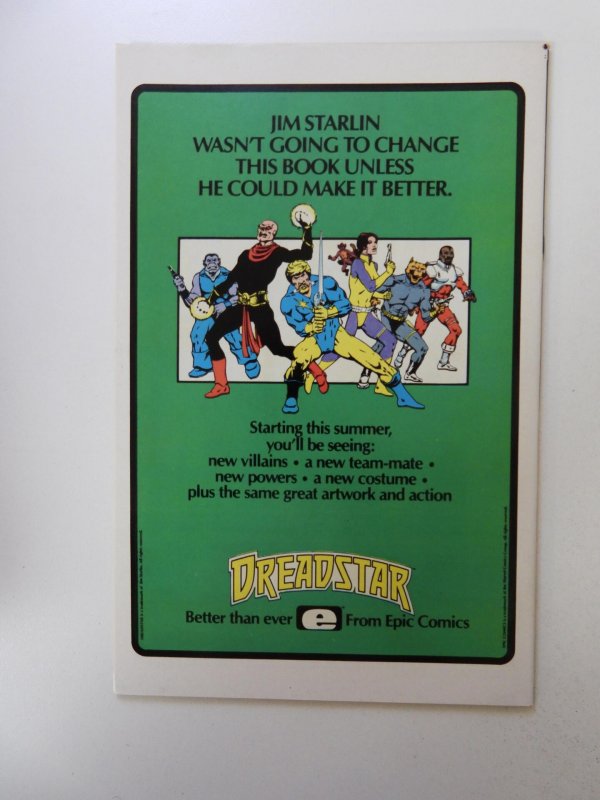 JIM STARLIN
WASN'T GOING TO CHANGE
THIS BOOK UNLESS
HE COULD MAKE IT BETTER.
Starting this summer,
you'll be seeing:
new villains • a new team-mate •
new powers • a new costume •
plus the same great artwork and action
DREADSTAR
Better than ever e From Epic Comics